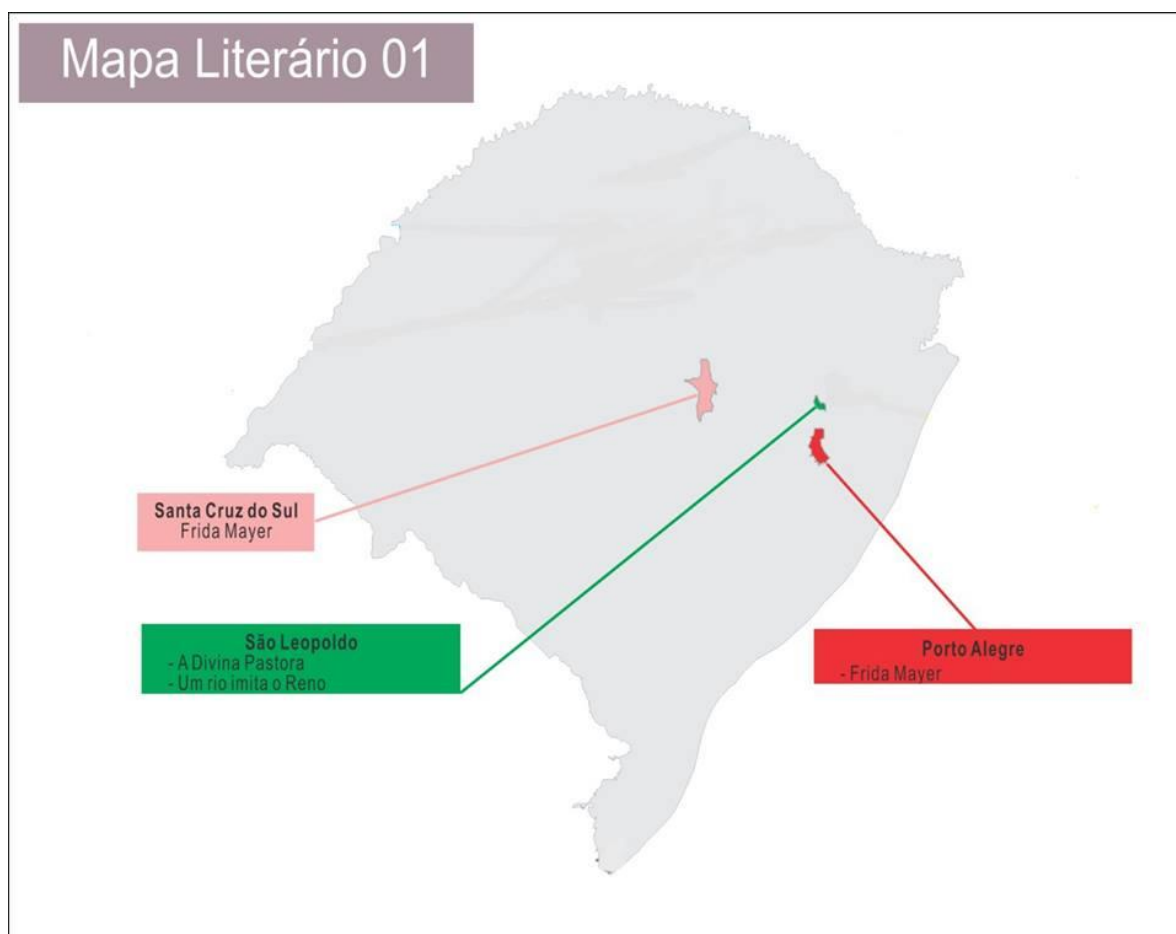 Mapa Literário 01
Santa Cruz do Sul
Frida Mayer
São Leopoldo
- A Divina Pastora
- Um rio imita o Reno
Porto Alegre
- Frida Mayer